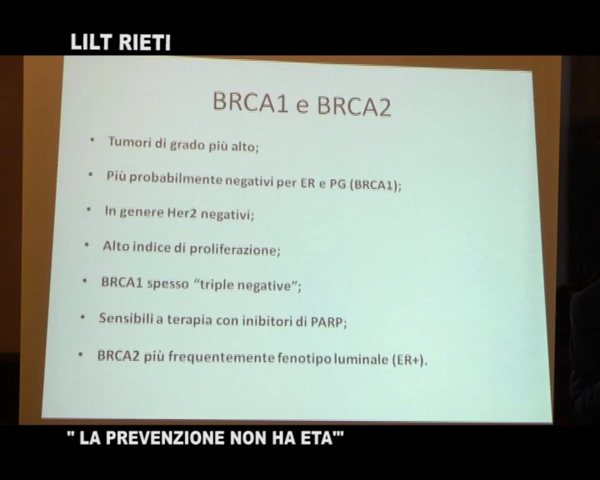 LILT RIETI
BRCA1 e BRCA2
• Tumori di grado più alto;
• Più probabilmente negativi per ER e PG (BRCA1);
• In genere Her2 negativi;
• Alto indice di proliferazione;
• BRCA1 spesso “triple negative”;
• Sensibili a terapia con inibitori di PARP;
• BRCA2 più frequentemente fenotipo luminale (ER+).
" LA PREVENZIONE NON HA ETA'"